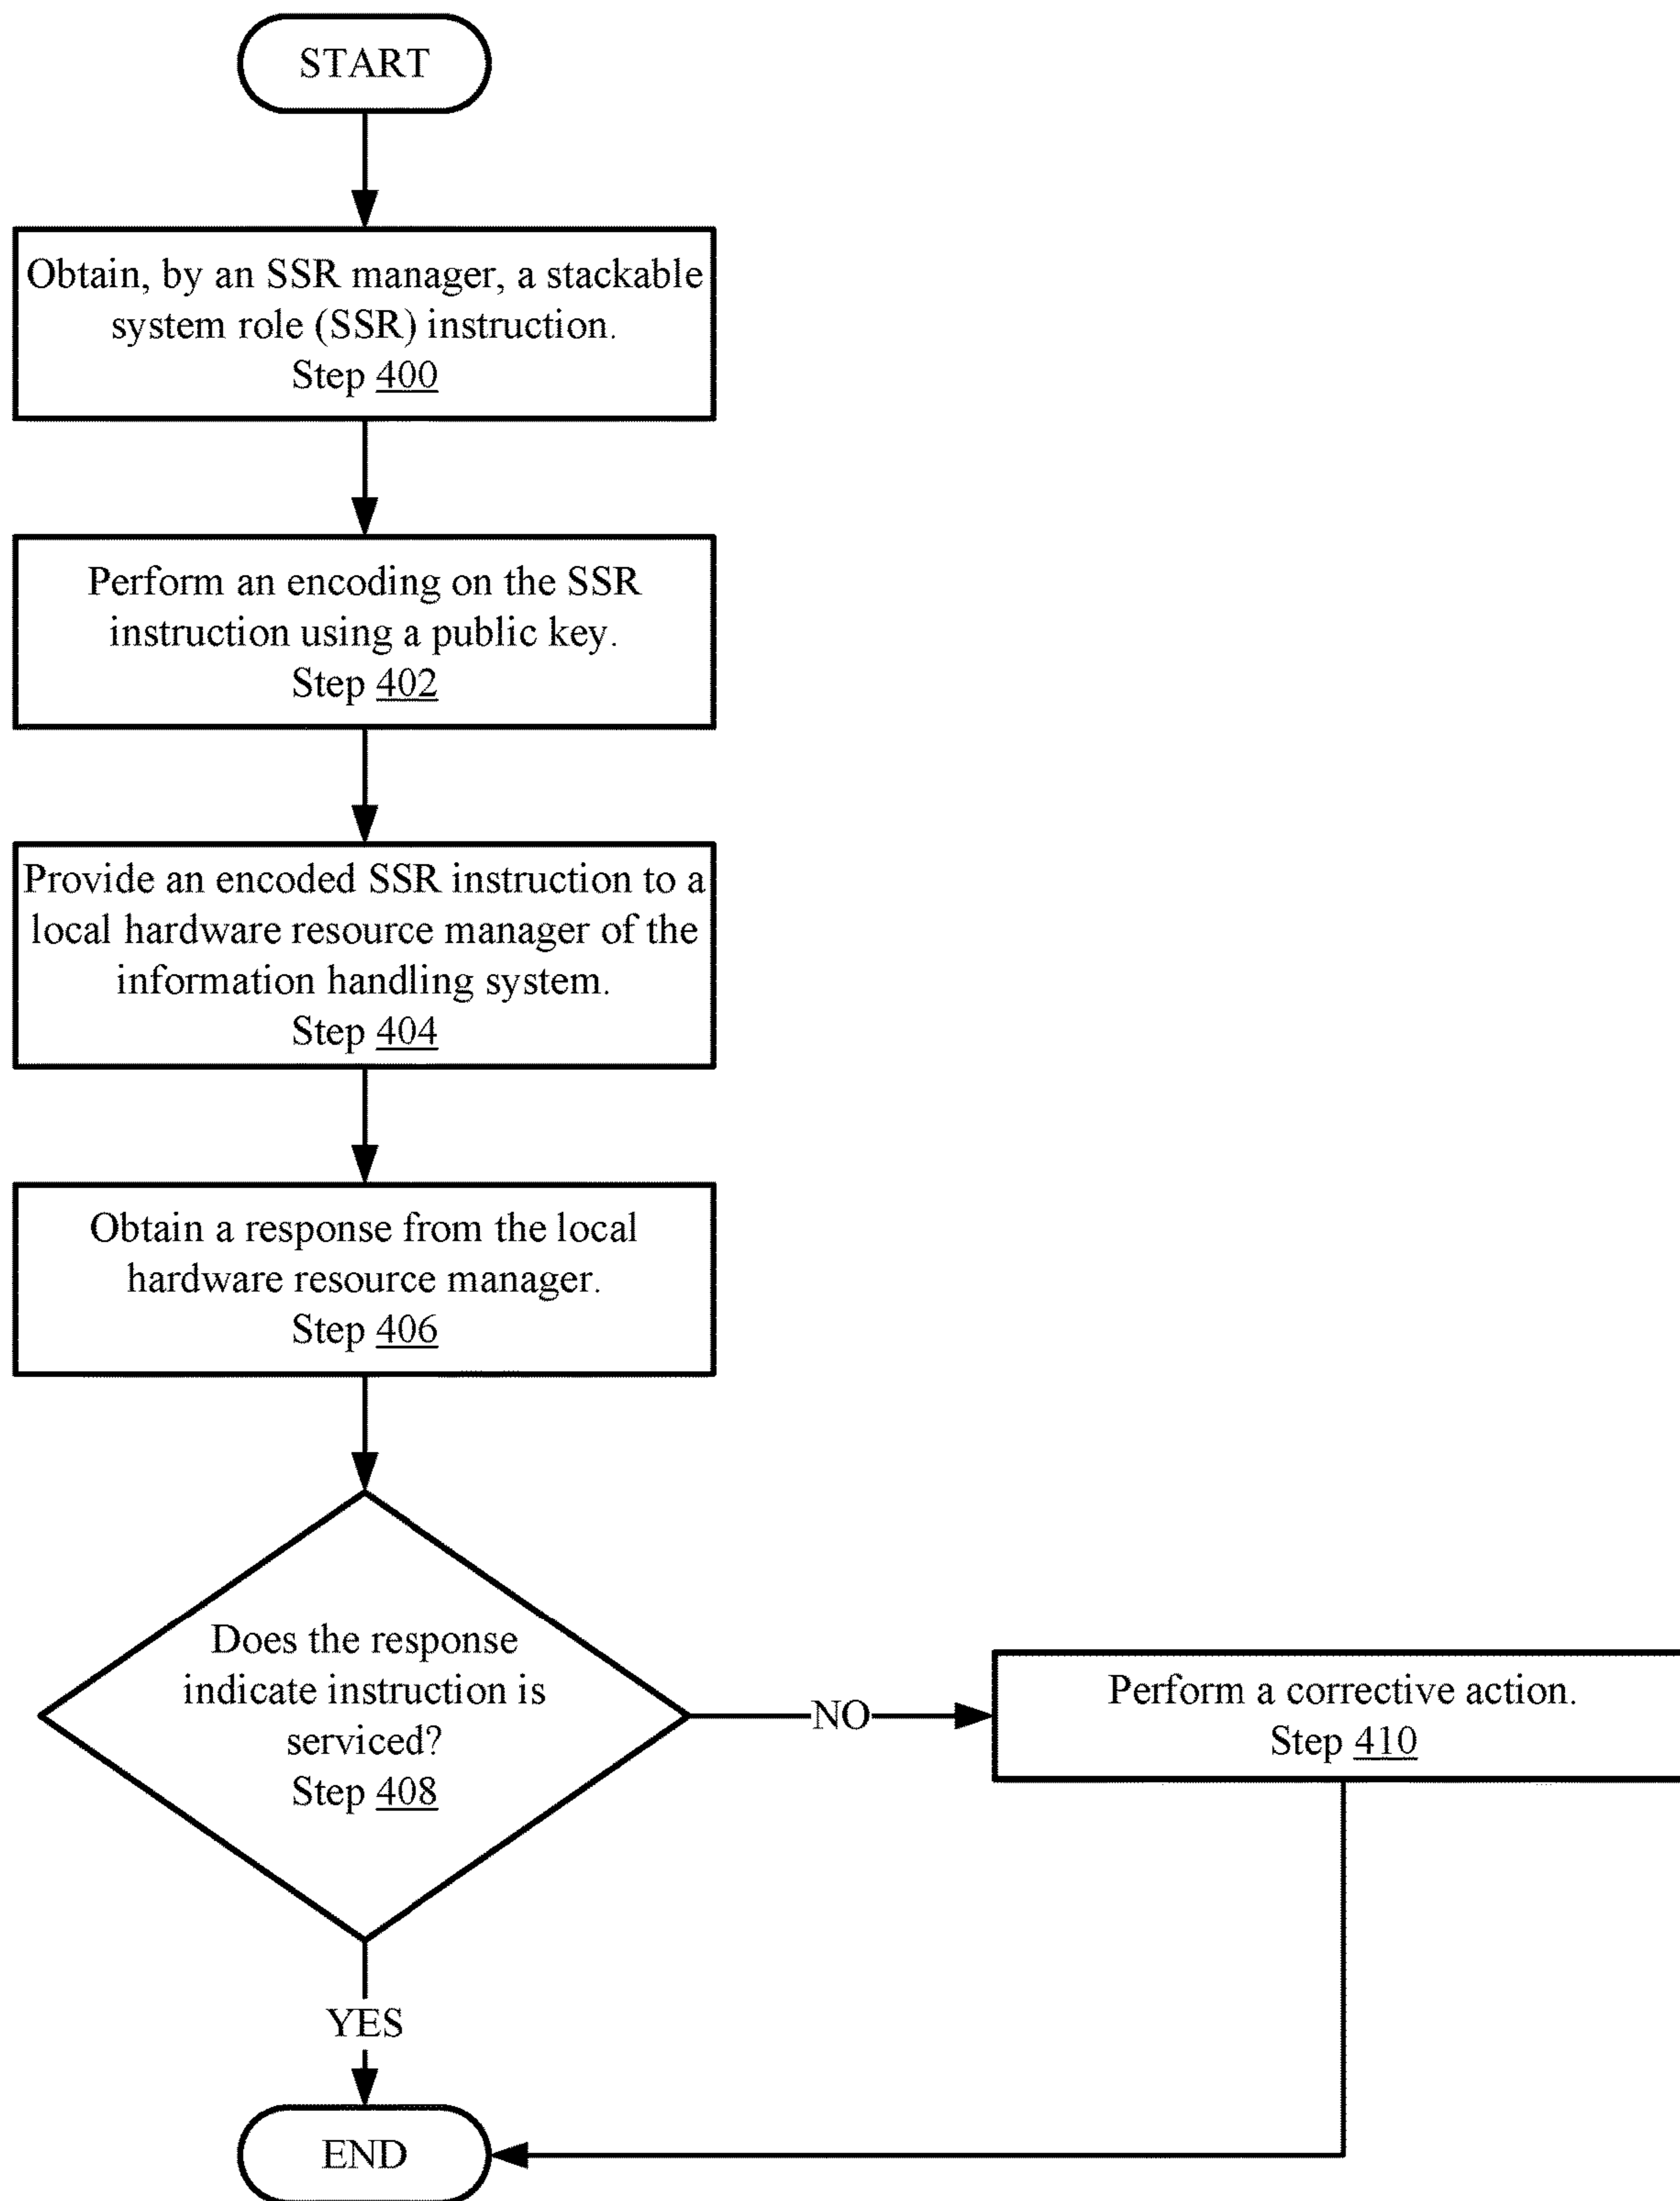 START
Obtain, by an SSR manager, a stackable
system role (SSR) instruction.
Step 400
Perform an encoding on the SSR
instruction using a public key.
Step 402
Provide an encoded SSR instruction to a
local hardware resource manager of the
information handling system.
Step 404
Obtain a response from the local
hardware resource manager.
Step 406
Does the response
indicate instruction is
serviced?
Step 408
NO
Perform a corrective action.
Step 410
YES
END